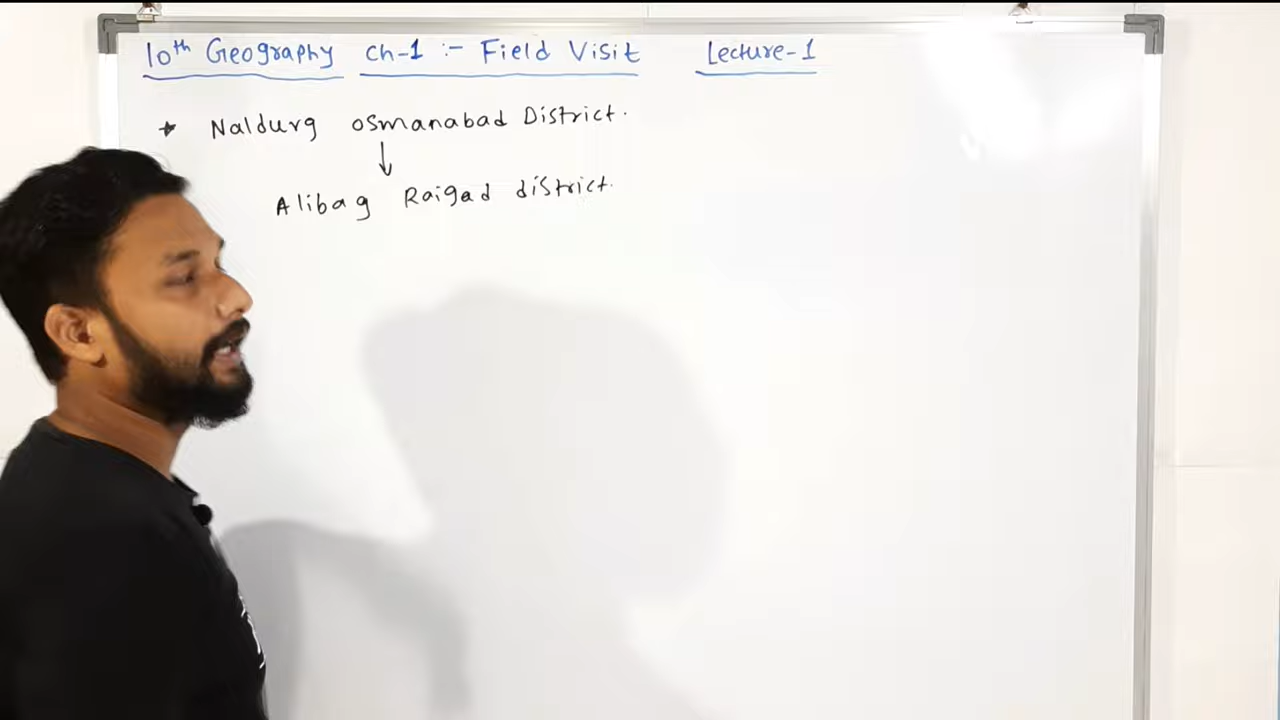 10th Geography ch-1 :- Field Visit Lecture-1
* Naldurg osmanabad District.
↓
Alibag Raigad district.